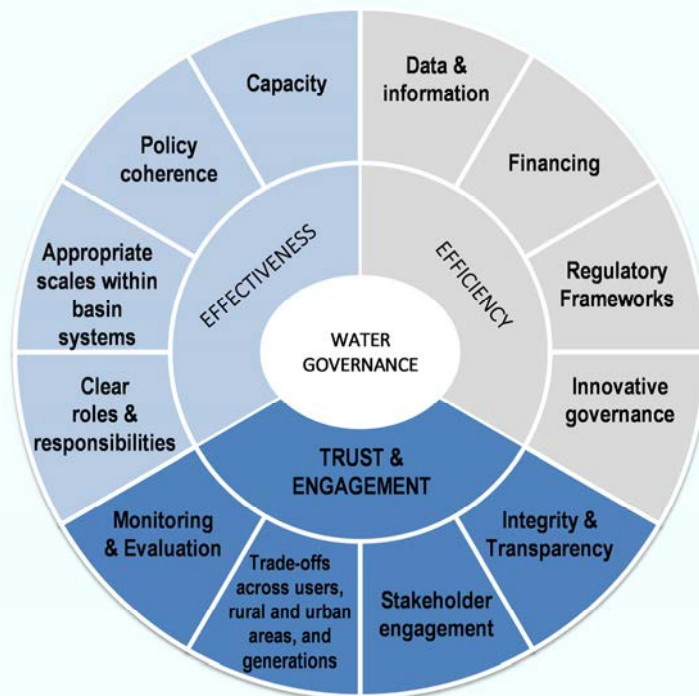 Capacity
Data &
information
Policy
coherence
Financing
Appropriate
scales within
basin
systems
Regulatory
Frameworks
Clear
roles &
responsibilities
Innovative
governance
EFFECTIVENESS
EFFICIENCY
WATER
GOVERNANCE
TRUST &
ENGAGEMENT
Monitoring
& Evaluation
Trade-offs
across users,
rural and urban
areas, and
generations
Stakeholder
engagement
Integrity &
Transparency